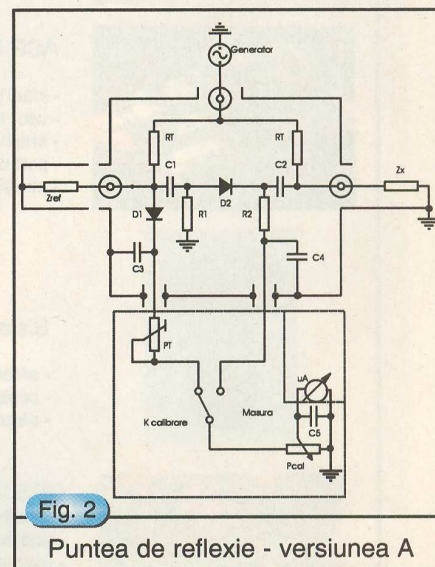 Generator
RT
RT
C1
C2
Zref
Zx
D1
R1
D2
R2
C3
C4
PT
uA
K calibrare
Masura
C5
Pcal
Fig. 2
Puntea de reflexie - versiunea A